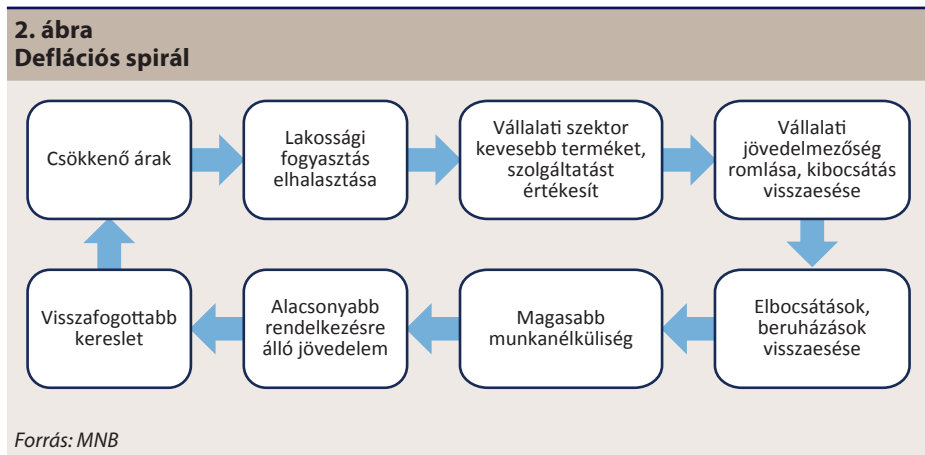 2. ábra
Deflációs spirál
Csökkenő árak
Lakossági
fogyasztás
elhalasztása
Vállalati szektor
kevesebb terméket,
szolgáltatást
értékesít
Vállalati
jövedelmezőség
romlása, kibocsátás
visszaesése
Elbocsátások,
beruházások
visszaesése
Magasabb
munkanélküliség
Alacsonyabb
rendelkezésre
álló jövedelem
Visszafogottabb
kereslet
Forrás: MNB